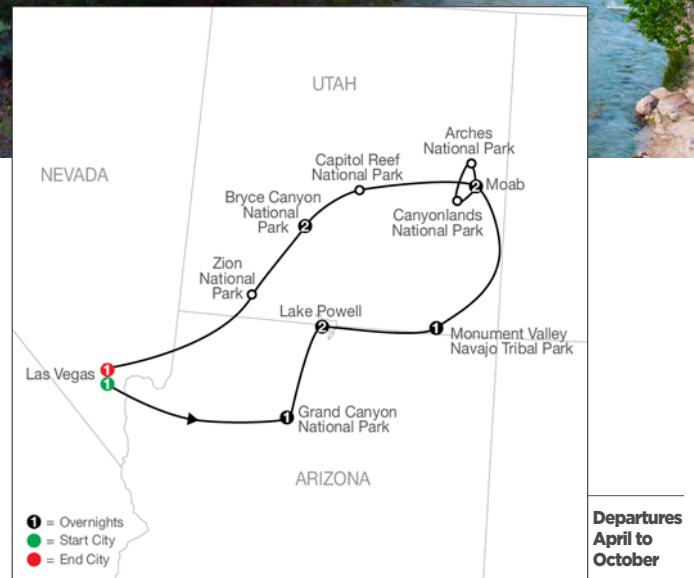 UTAH
Arches
National Park
NEVADA
Capitol Reef
National Park
2
Moab
Bryce Canyon
National
Park
2
Canyonlands
National Park
Zion
National
Park
Lake Powell
2
1
Monument Valley
Navajo Tribal Park
Las Vegas
1
1
1
Grand Canyon
National Park
ARIZONA
1 = Overnights
= Start City
= End City
Departures
April to
October